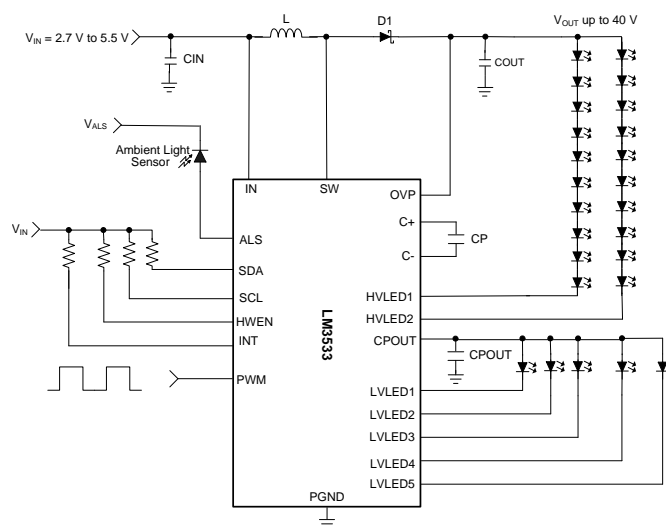 L
D1
VIN = 2.7 V to 5.5 V
VOUT up to 40 V
CIN
COUT
VALS
Ambient Light
Sensor
IN
SW
OVP
C+
CP
C-
VIN
ALS
SDA
SCL
HWEN
INT
PWM
LM3533
HVLED1
HVLED2
CPOUT
CPOUT
LVLED1
LVLED2
LVLED3
LVLED4
LVLED5
PGND